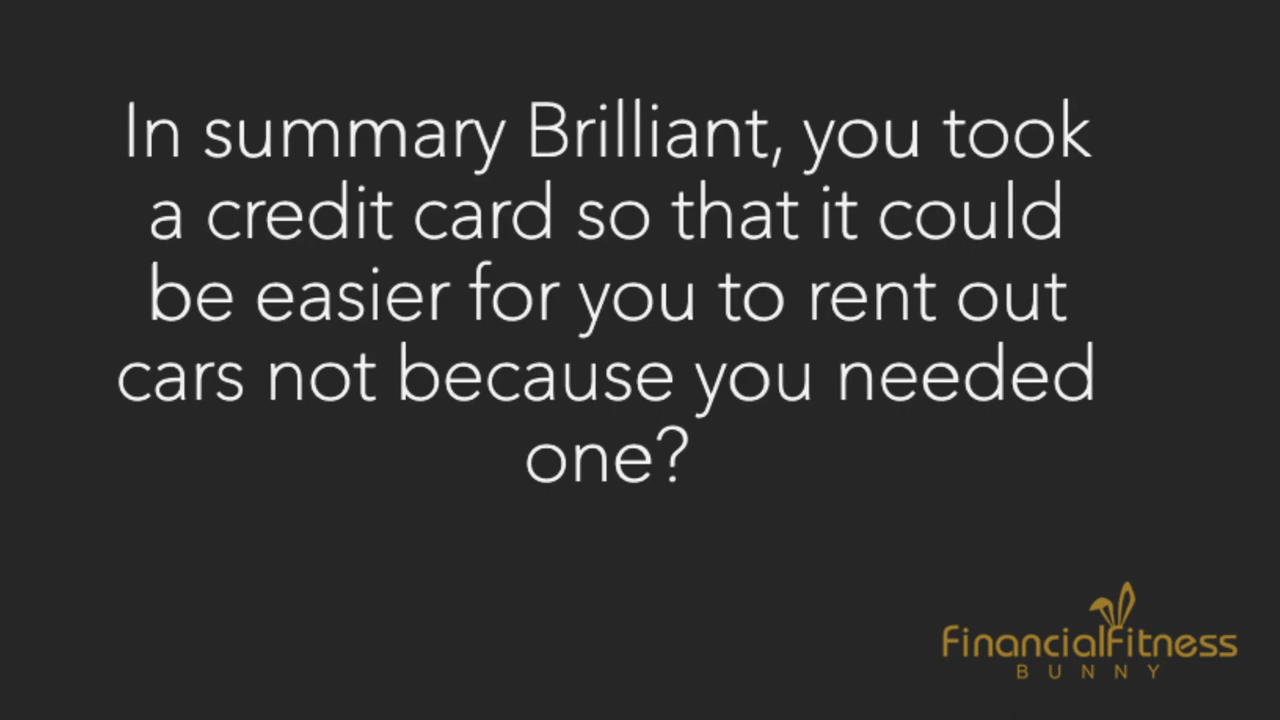 In summary Brilliant, you took
a credit card so that it could
be easier for you to rent out
cars not because you needed
one?
FinancialFitness
BUNNY